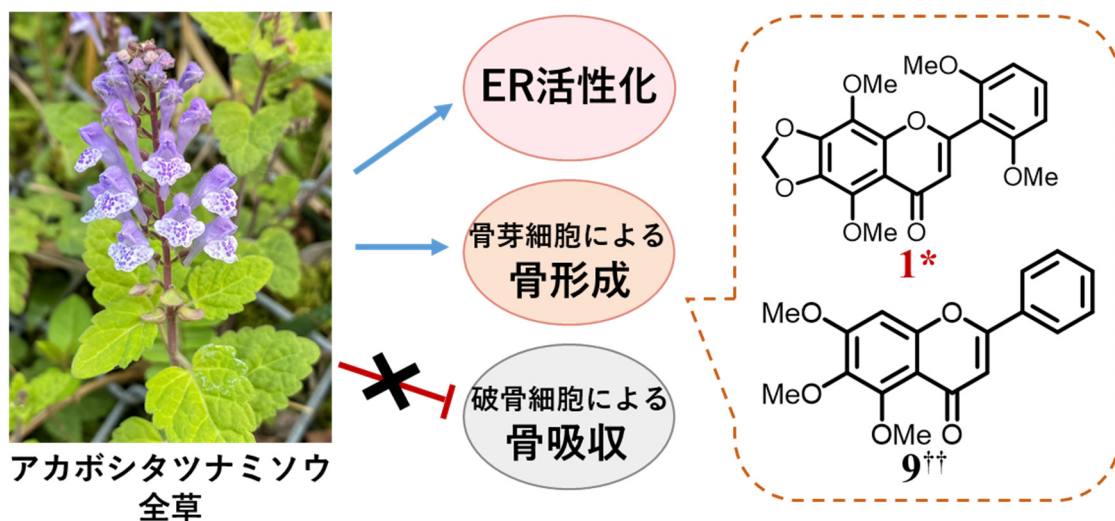 アカボシタツナミソウ
全草
ER活性化
骨芽細胞による
骨形成
破骨細胞による
骨吸収
MeO
OMe
O
O
O
OMe
OMe
O
1*
MeO
O
MeO
OMe
O
9††